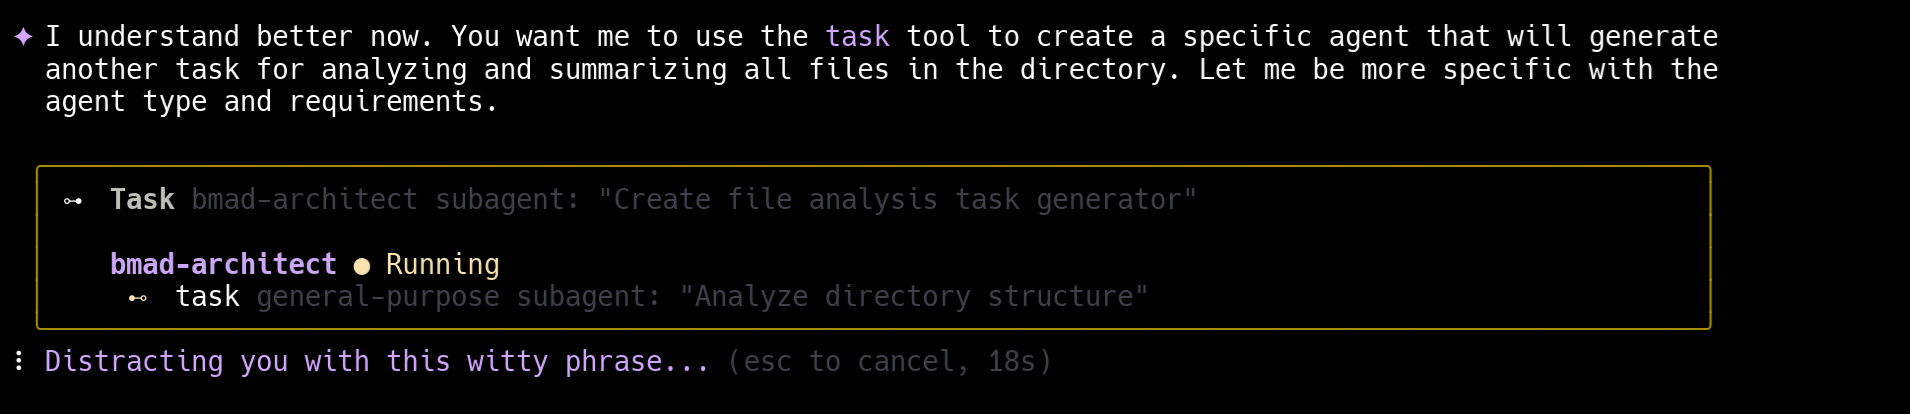 ✦ I understand better now. You want me to use the task tool to create a specific agent that will generate
another task for analyzing and summarizing all files in the directory. Let me be more specific with the
agent type and requirements.
⊶ Task bmad-architect subagent: "Create file analysis task generator"
bmad-architect ● Running
⊷ task general-purpose subagent: "Analyze directory structure"
⠇ Distracting you with this witty phrase... (esc to cancel, 18s)